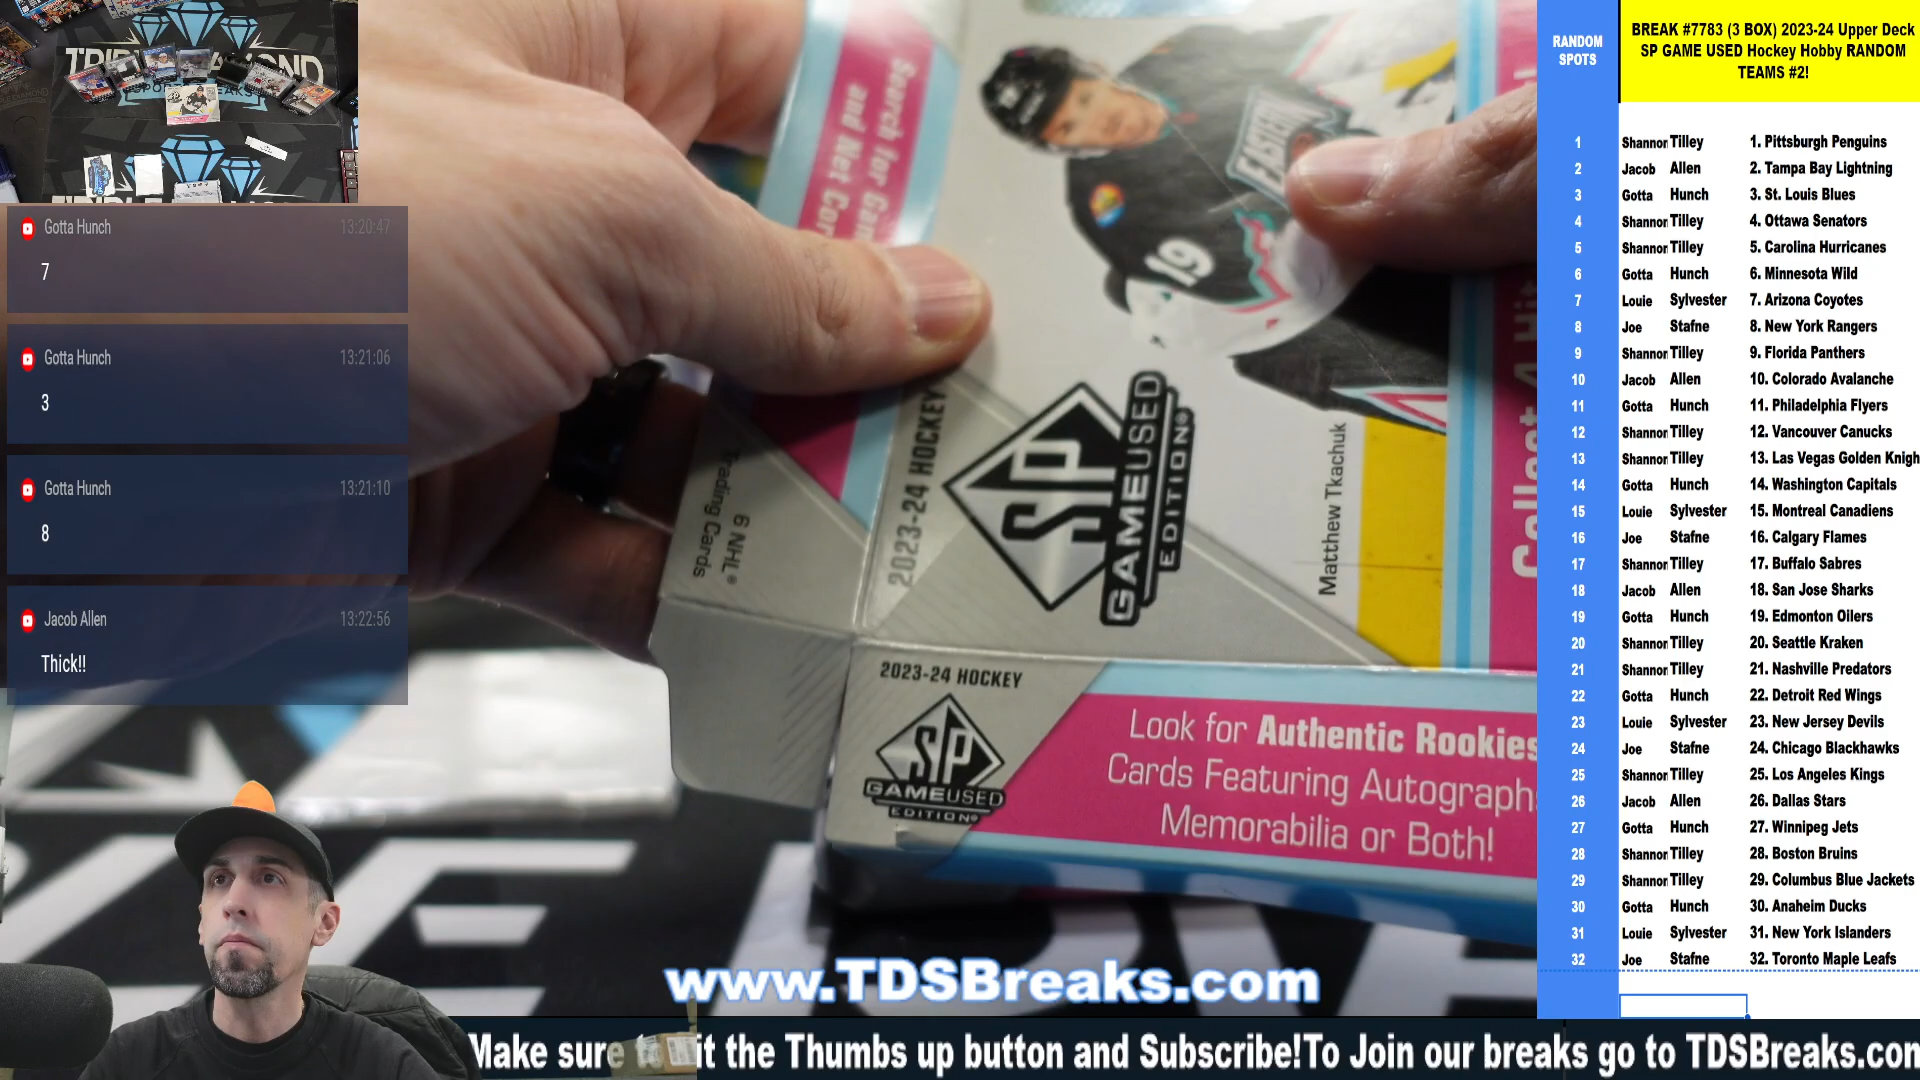 Gotta Hunch 13:20:47
7
Gotta Hunch 13:21:06
3
Gotta Hunch 13:21:10
8
Jacob Allen 13:22:56
Thick!!
Search for
and Net
EASTERN
19
2023-24 HOCKEY
SP
GAMEUSED
EDITION®
Matthew Tkachuk
6 NHL®
Trading Cards
2023-24 HOCKEY
SP
GAMEUSED
EDITION®
Look for Authentic Rookies
Cards Featuring Autographs
Memorabilia or Both!
www.TDSBreaks.com
Make sure it the Thumbs up button and Subscribe!To Join our breaks go to TDSBreaks.com
RANDOM
SPOTS
BREAK #7783 (3 BOX) 2023-24 Upper Deck
SP GAME USED Hockey Hobby RANDOM
TEAMS #2!
1 Shannon Tilley 1. Pittsburgh Penguins
2 Jacob Allen 2. Tampa Bay Lightning
3 Gotta Hunch 3. St. Louis Blues
4 Shannon Tilley 4. Ottawa Senators
5 Shannon Tilley 5. Carolina Hurricanes
6 Gotta Hunch 6. Minnesota Wild
7 Louie Sylvester 7. Arizona Coyotes
8 Joe Stafne 8. New York Rangers
9 Shannon Tilley 9. Florida Panthers
10 Jacob Allen 10. Colorado Avalanche
11 Gotta Hunch 11. Philadelphia Flyers
12 Shannon Tilley 12. Vancouver Canucks
13 Shannon Tilley 13. Las Vegas Golden Knigh
14 Gotta Hunch 14. Washington Capitals
15 Louie Sylvester 15. Montreal Canadiens
16 Joe Stafne 16. Calgary Flames
17 Shannon Tilley 17. Buffalo Sabres
18 Jacob Allen 18. San Jose Sharks
19 Gotta Hunch 19. Edmonton Oilers
20 Shannon Tilley 20. Seattle Kraken
21 Shannon Tilley 21. Nashville Predators
22 Gotta Hunch 22. Detroit Red Wings
23 Louie Sylvester 23. New Jersey Devils
24 Joe Stafne 24. Chicago Blackhawks
25 Shannon Tilley 25. Los Angeles Kings
26 Jacob Allen 26. Dallas Stars
27 Gotta Hunch 27. Winnipeg Jets
28 Shannon Tilley 28. Boston Bruins
29 Shannon Tilley 29. Columbus Blue Jackets
30 Gotta Hunch 30. Anaheim Ducks
31 Louie Sylvester 31. New York Islanders
32 Joe Stafne 32. Toronto Maple Leafs